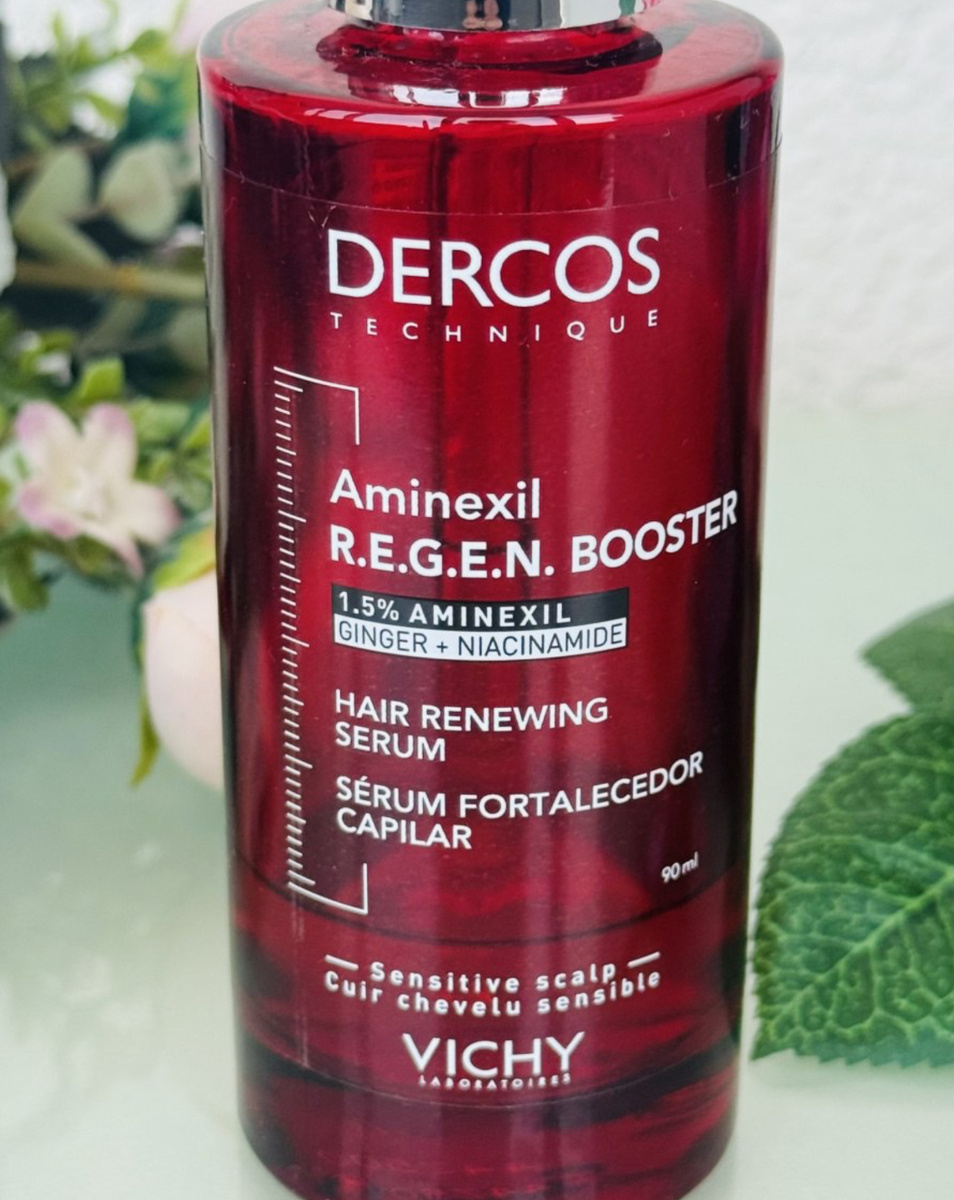 DERCOS
TECHNIQUE
Aminexil
R.E.G.E.N. BOOSTER
1.5% AMINEXIL
GINGER + NIACINAMIDE
HAIR RENEWING
SERUM
SÉRUM FORTALECEDOR
CAPILAR
90 ml
Sensitive scalp
Cuir chevelu sensible
VICHY
LABORATOIRES